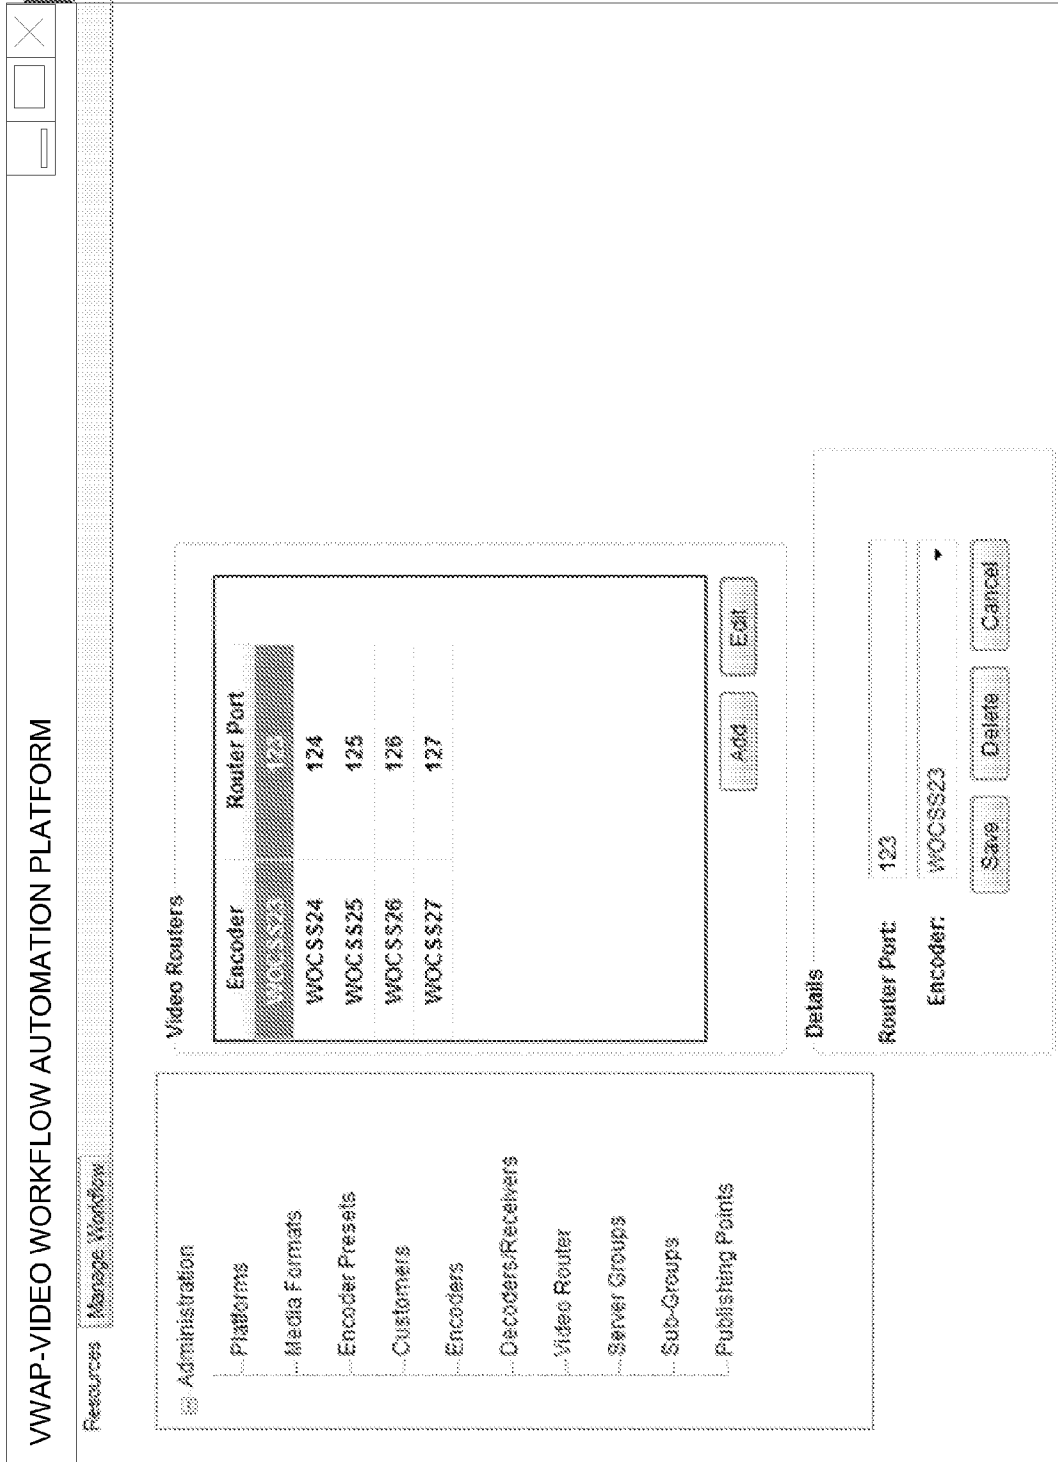 VWAP-VIDEO WORKFLOW AUTOMATION PLATFORM
Resources Manage Workflow
Administration
Platforms
Media Formats
Encoder Presets
Customers
Encoders
Decoders/Receivers
Video Router
Server Groups
Sub-Groups
Publishing Points
Video Routers
Encoder Router Port
WOCSS23 123
WOCSS24 124
WOCSS25 125
WOCSS26 126
WOCSS27 127
Add Edit
Details
Router Port: 123
Encoder: WOCSS23
Save Delete Cancel